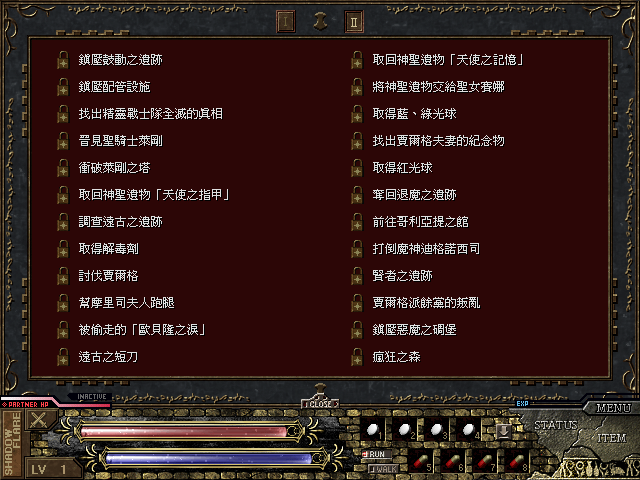 I
II
鎮壓鼓動之遺跡
鎮壓配管設施
找出精靈戰士隊全滅的真相
晉見聖騎士萊剛
衝破萊剛之塔
取回神聖遺物「天使之指甲」
調查遠古之遺跡
取得解毒劑
討伐賈爾格
幫摩里司夫人跑腿
被偷走的「歐貝隆之淚」
遠古之短刀
取回神聖遺物「天使之記憶」
將神聖遺物交給聖女賽娜
取得藍、綠光球
找出賈爾格夫妻的紀念物
取得紅光球
奪回退魔之遺跡
前往哥利亞提之館
打倒魔神迪格諾西司
賢者之遺跡
賈爾格派餘黨的叛亂
鎮壓惡魔之碉堡
瘋狂之森
INACTIVE
CLOSE
PARTNER HP
EXP
MENU
SHADOW FLARE
1 2 3 4
STATUS
ITEM
RUN
WALK
5 6 7 8
LV 1